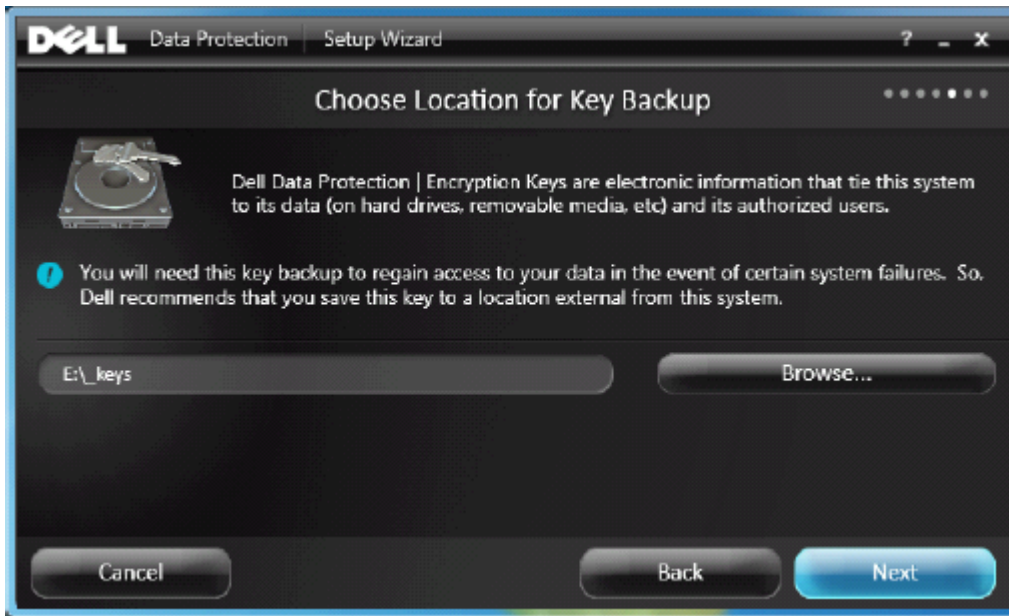 DELL Data Protection | Setup Wizard ? _ x
Choose Location for Key Backup
Dell Data Protection | Encryption Keys are electronic information that tie this system
to its data (on hard drives, removable media, etc) and its authorized users.
You will need this key backup to regain access to your data in the event of certain system failures. So,
Dell recommends that you save this key to a location external from this system.
E:\_keys
Browse...
Cancel
Back
Next